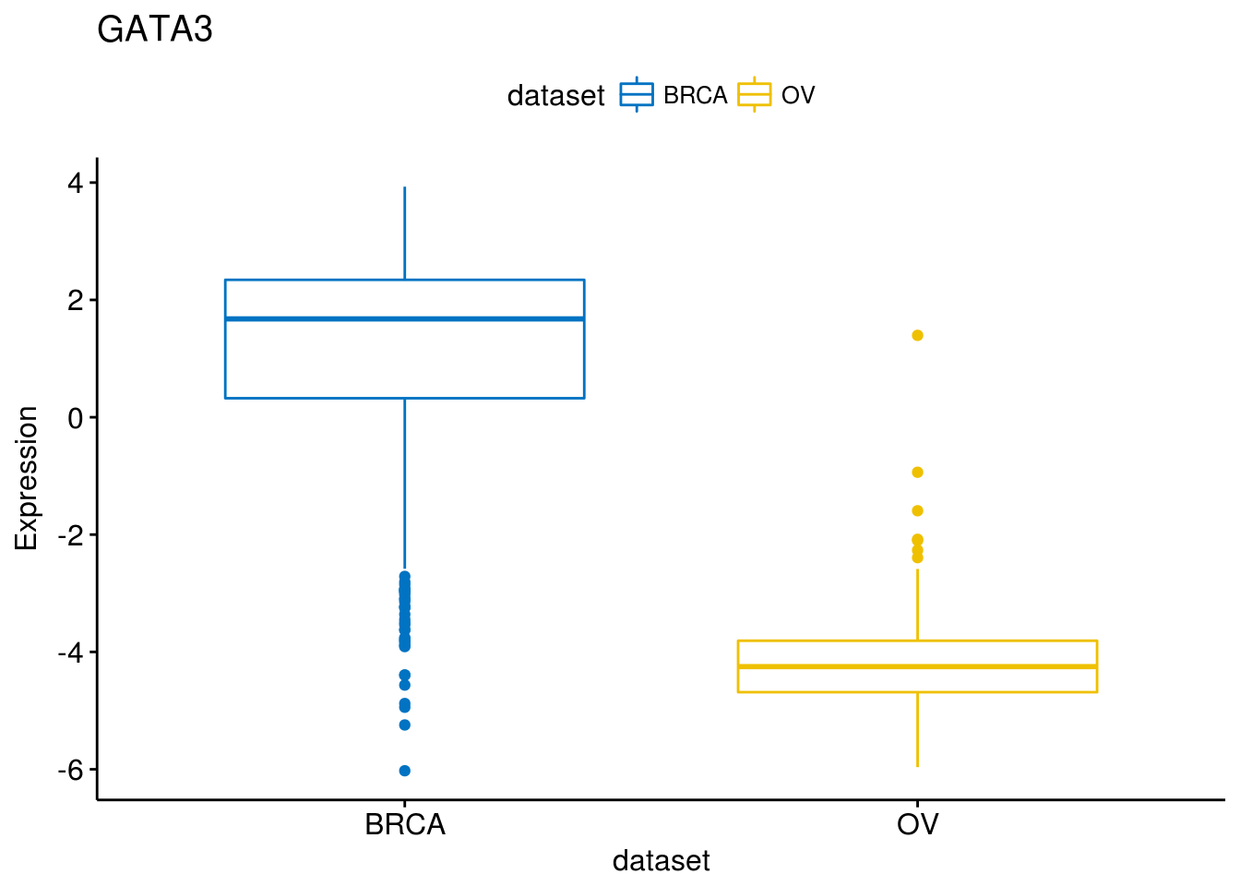 GATA3
dataset BRCA OV
4
2
0
-2
-4
-6
Expression
BRCA OV
dataset